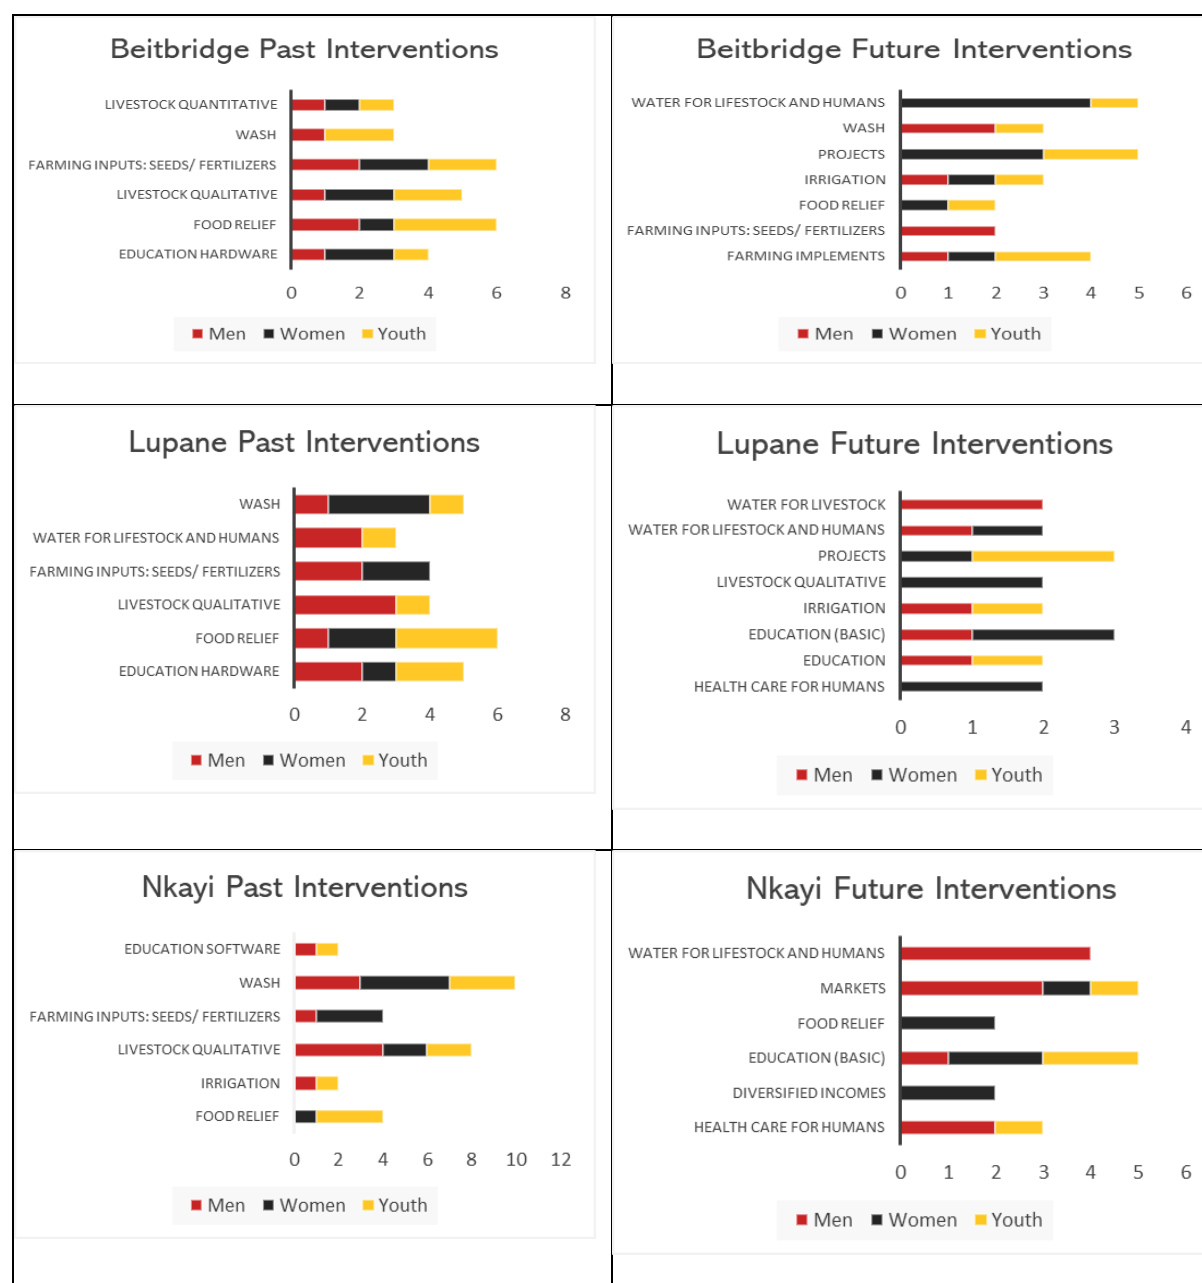 Beitbridge Past Interventions
LIVESTOCK QUANTITATIVE
WASH
FARMING INPUTS: SEEDS/ FERTILIZERS
LIVESTOCK QUALITATIVE
FOOD RELIEF
EDUCATION HARDWARE
0 2 4 6 8
Men Women Youth
Beitbridge Future Interventions
WATER FOR LIFESTOCK AND HUMANS
WASH
PROJECTS
IRRIGATION
FOOD RELIEF
FARMING INPUTS: SEEDS/ FERTILIZERS
FARMING IMPLEMENTS
0 1 2 3 4 5 6
Men Women Youth
Lupane Past Interventions
WASH
WATER FOR LIFESTOCK AND HUMANS
FARMING INPUTS: SEEDS/ FERTILIZERS
LIVESTOCK QUALITATIVE
FOOD RELIEF
EDUCATION HARDWARE
0 2 4 6 8
Men Women Youth
Lupane Future Interventions
WATER FOR LIVESTOCK
WATER FOR LIFESTOCK AND HUMANS
PROJECTS
LIVESTOCK QUALITATIVE
IRRIGATION
EDUCATION (BASIC)
EDUCATION
HEALTH CARE FOR HUMANS
0 1 2 3 4
Men Women Youth
Nkayi Past Interventions
EDUCATION SOFTWARE
WASH
FARMING INPUTS: SEEDS/ FERTILIZERS
LIVESTOCK QUALITATIVE
IRRIGATION
FOOD RELIEF
0 2 4 6 8 10 12
Men Women Youth
Nkayi Future Interventions
WATER FOR LIFESTOCK AND HUMANS
MARKETS
FOOD RELIEF
EDUCATION (BASIC)
DIVERSIFIED INCOMES
HEALTH CARE FOR HUMANS
0 1 2 3 4 5 6
Men Women Youth